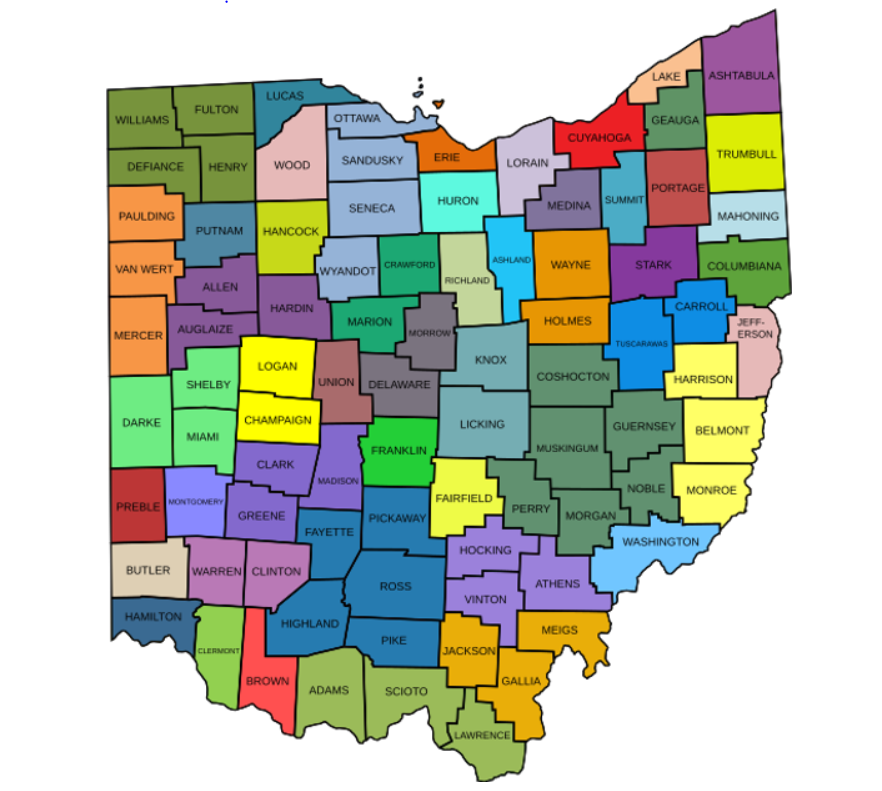 LAKE
ASHTABULA
WILLIAMS
FULTON
LUCAS
OTTAWA
GEAUGA
CUYAHOGA
DEFIANCE
HENRY
WOOD
SANDUSKY
ERIE
LORAIN
TRUMBULL
PAULDING
PUTNAM
HANCOCK
SENECA
HURON
MEDINA
SUMMIT
PORTAGE
MAHONING
VAN WERT
ALLEN
WYANDOT
CRAWFORD
RICHLAND
ASHLAND
WAYNE
STARK
COLUMBIANA
MERCER
AUGLAIZE
HARDIN
MARION
MORROW
HOLMES
TUSCARAWAS
CARROLL
JEFF-
ERSON
SHELBY
LOGAN
UNION
DELAWARE
KNOX
COSHOCTON
HARRISON
DARKE
MIAMI
CHAMPAIGN
FRANKLIN
LICKING
MUSKINGUM
GUERNSEY
BELMONT
CLARK
MADISON
PREBLE
MONTGOMERY
GREENE
FAYETTE
PICKAWAY
FAIRFIELD
PERRY
MORGAN
NOBLE
MONROE
BUTLER
WARREN
CLINTON
ROSS
HOCKING
ATHENS
WASHINGTON
HAMILTON
CLERMONT
HIGHLAND
PIKE
VINTON
MEIGS
BROWN
ADAMS
SCIOTO
JACKSON
GALLIA
LAWRENCE